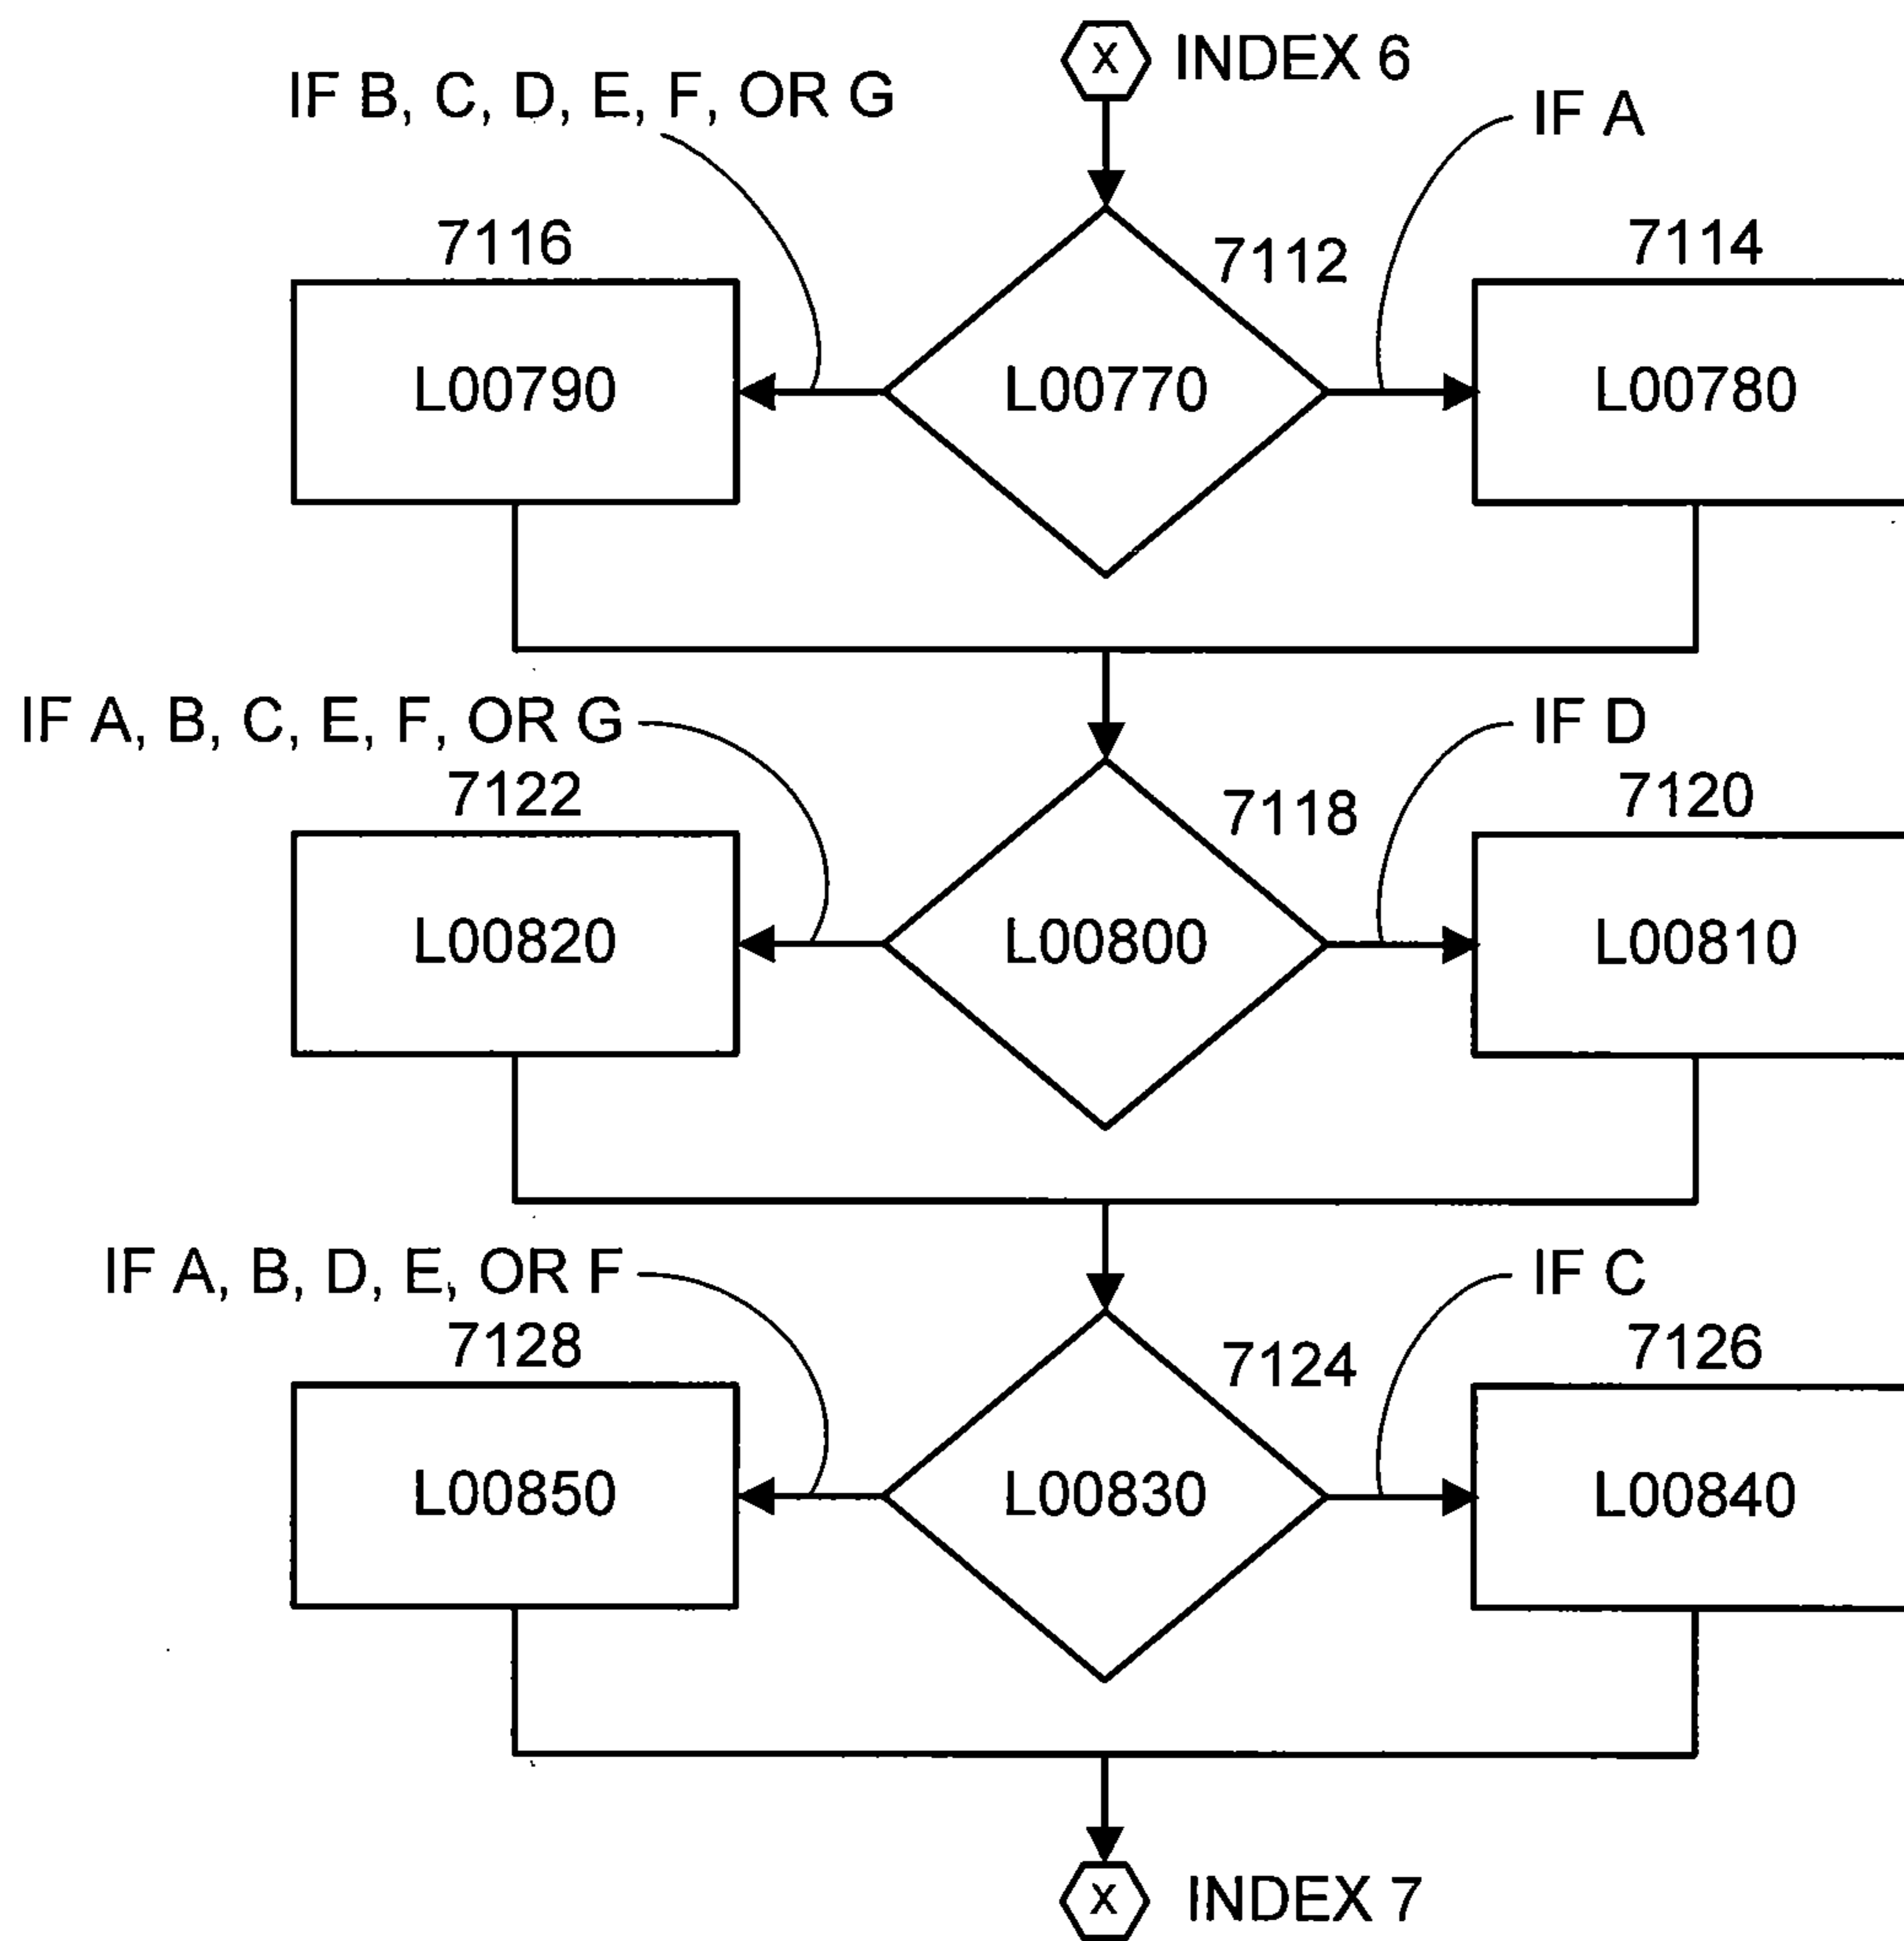 X INDEX 6
IF B, C, D, E, F, OR G
IF A
7116
7112
7114
L00790
L00770
L00780
IF A, B, C, E, F, OR G
IF D
7122
7118
7120
L00820
L00800
L00810
IF A, B, D, E, OR F
IF C
7128
7124
7126
L00850
L00830
L00840
X INDEX 7